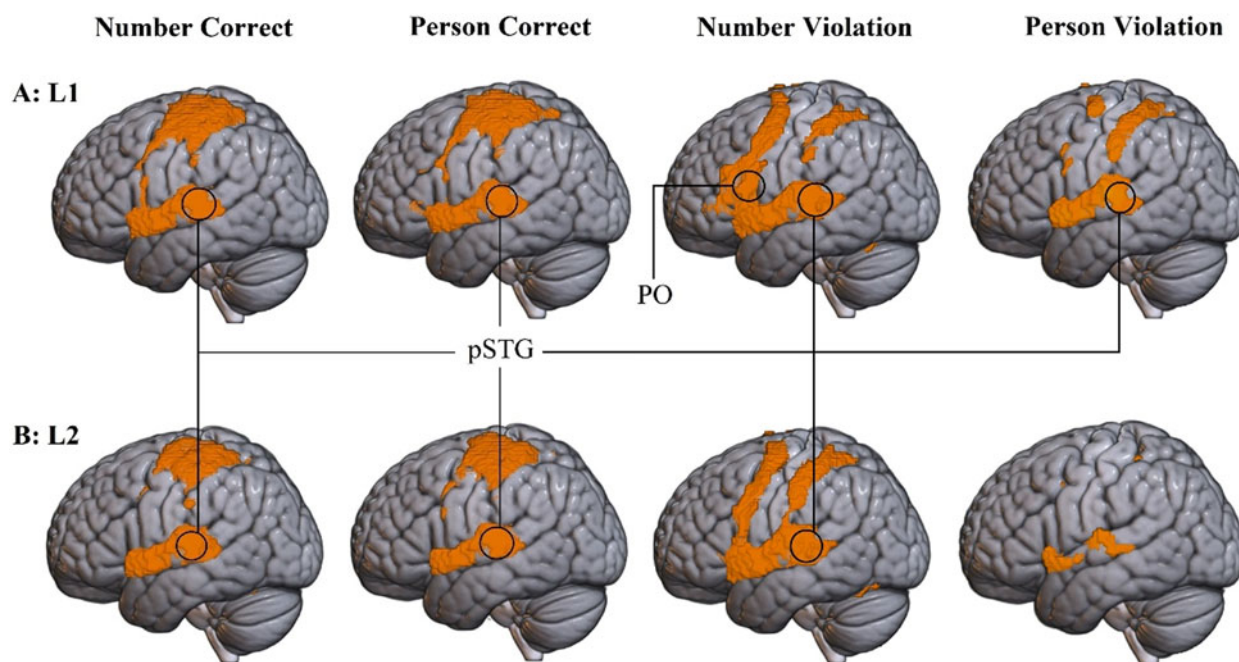 Number Correct Person Correct Number Violation Person Violation
A: L1
PO
pSTG
B: L2